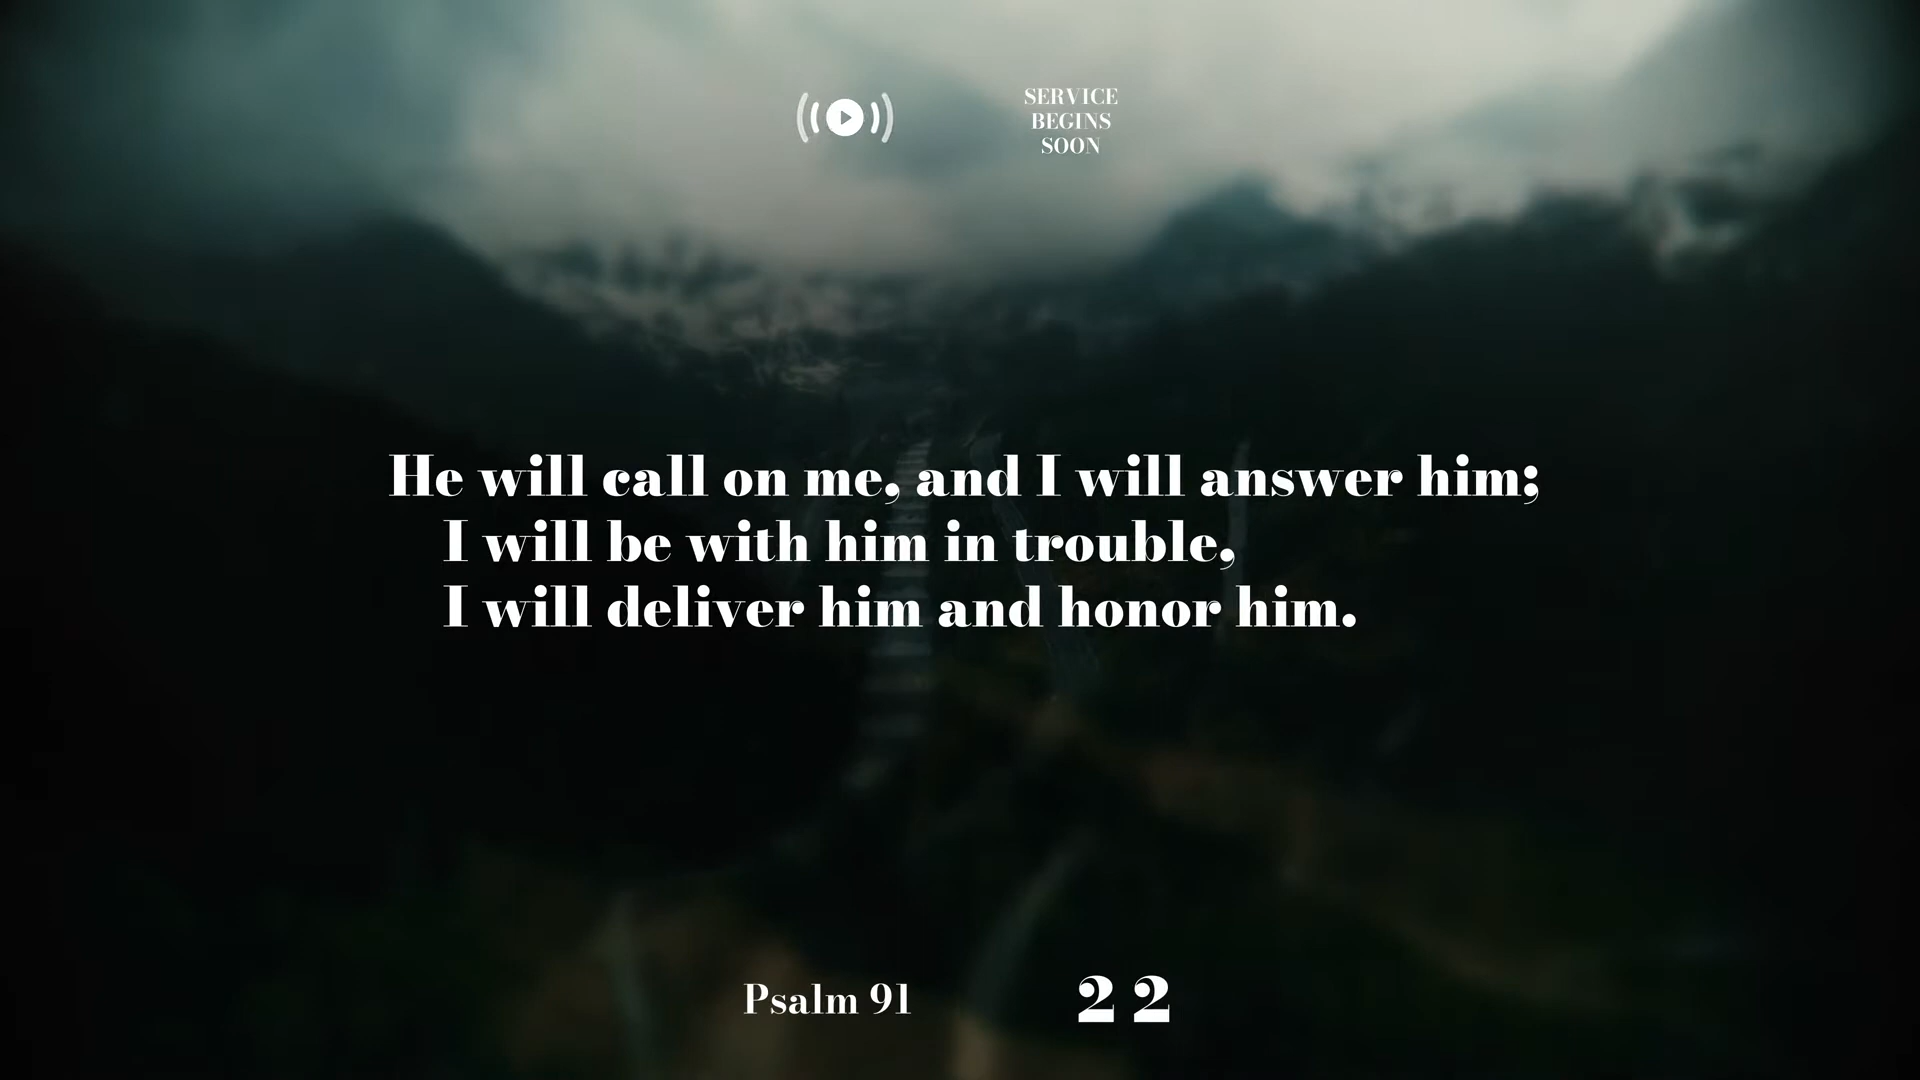 SERVICE
BEGINS
SOON
He will call on me, and I will answer him;
I will be with him in trouble,
I will deliver him and honor him.
Psalm 91
22